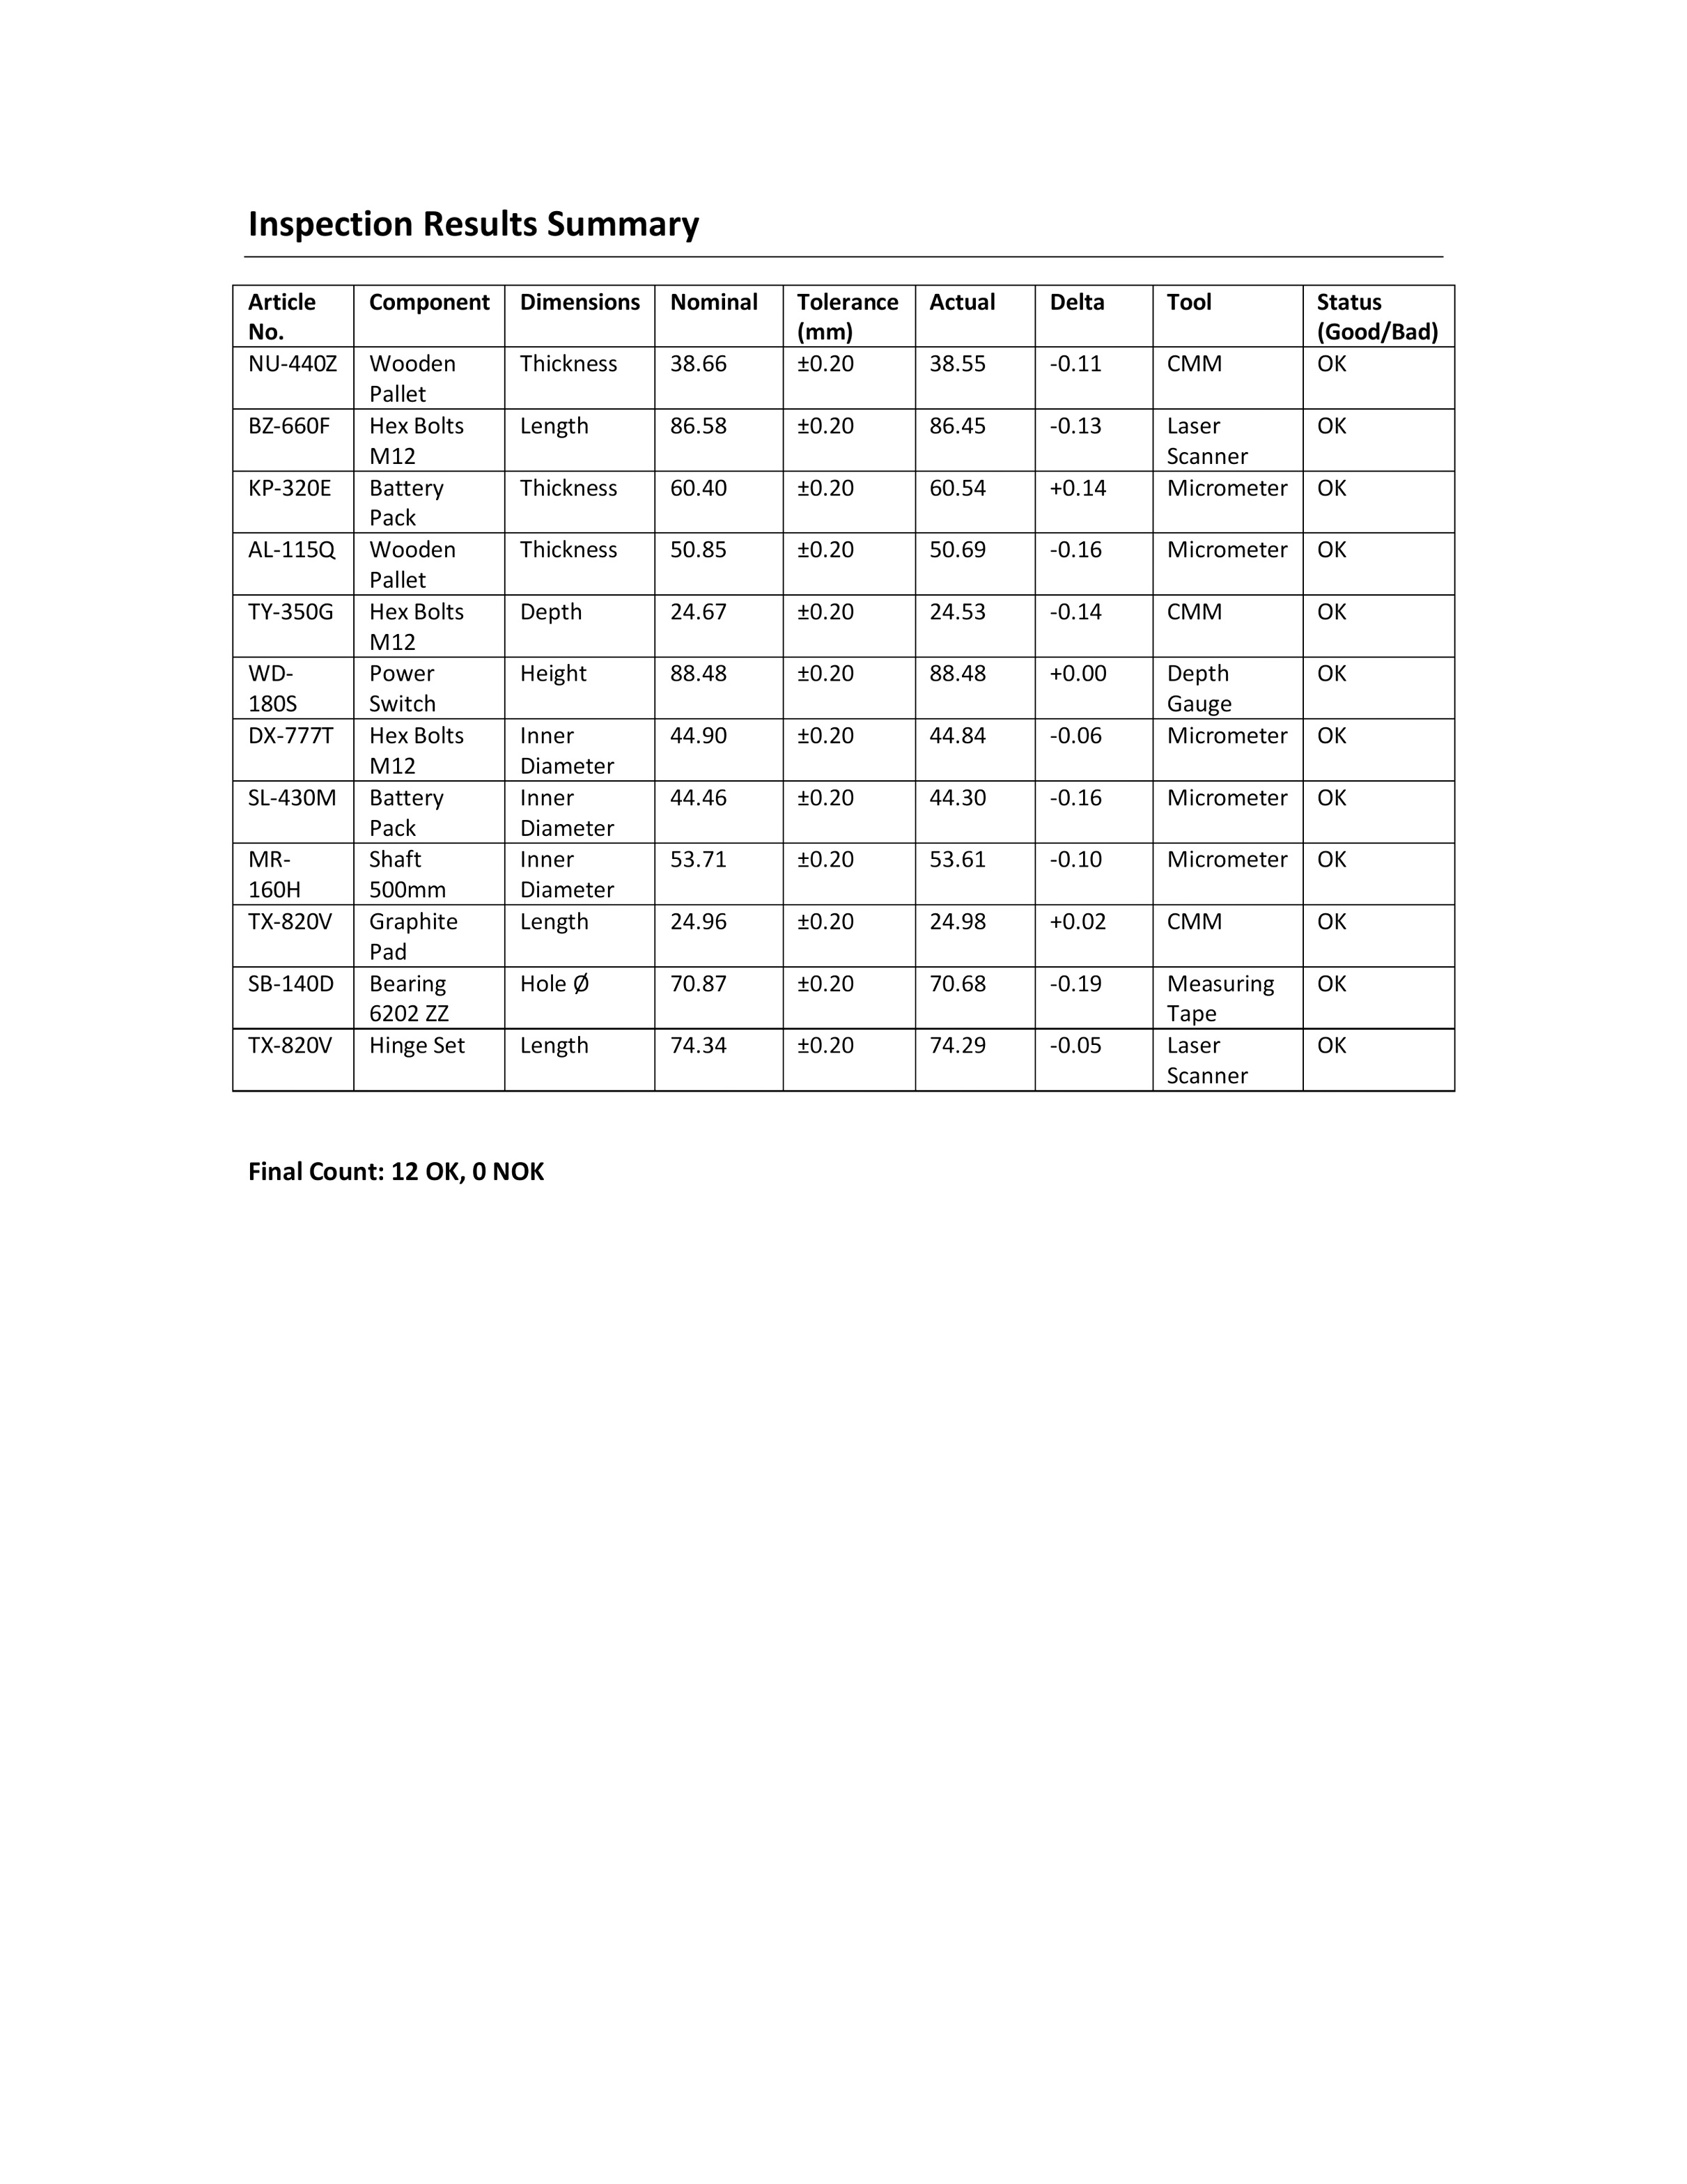 Inspection Results Summary
Article No. Component Dimensions Nominal Tolerance (mm) Actual Delta Tool Status (Good/Bad)
NU-440Z Wooden Pallet Thickness 38.66 ±0.20 38.55 -0.11 CMM OK
BZ-660F Hex Bolts M12 Length 86.58 ±0.20 86.45 -0.13 Laser Scanner OK
KP-320E Battery Pack Thickness 60.40 ±0.20 60.54 +0.14 Micrometer OK
AL-115Q Wooden Pallet Thickness 50.85 ±0.20 50.69 -0.16 Micrometer OK
TY-350G Hex Bolts M12 Depth 24.67 ±0.20 24.53 -0.14 CMM OK
WD-180S Power Switch Height 88.48 ±0.20 88.48 +0.00 Depth Gauge OK
DX-777T Hex Bolts M12 Inner Diameter 44.90 ±0.20 44.84 -0.06 Micrometer OK
SL-430M Battery Pack Inner Diameter 44.46 ±0.20 44.30 -0.16 Micrometer OK
MR-160H Shaft 500mm Inner Diameter 53.71 ±0.20 53.61 -0.10 Micrometer OK
TX-820V Graphite Pad Length 24.96 ±0.20 24.98 +0.02 CMM OK
SB-140D Bearing 6202 ZZ Hole Ø 70.87 ±0.20 70.68 -0.19 Measuring Tape OK
TX-820V Hinge Set Length 74.34 ±0.20 74.29 -0.05 Laser Scanner OK
Final Count: 12 OK, 0 NOK